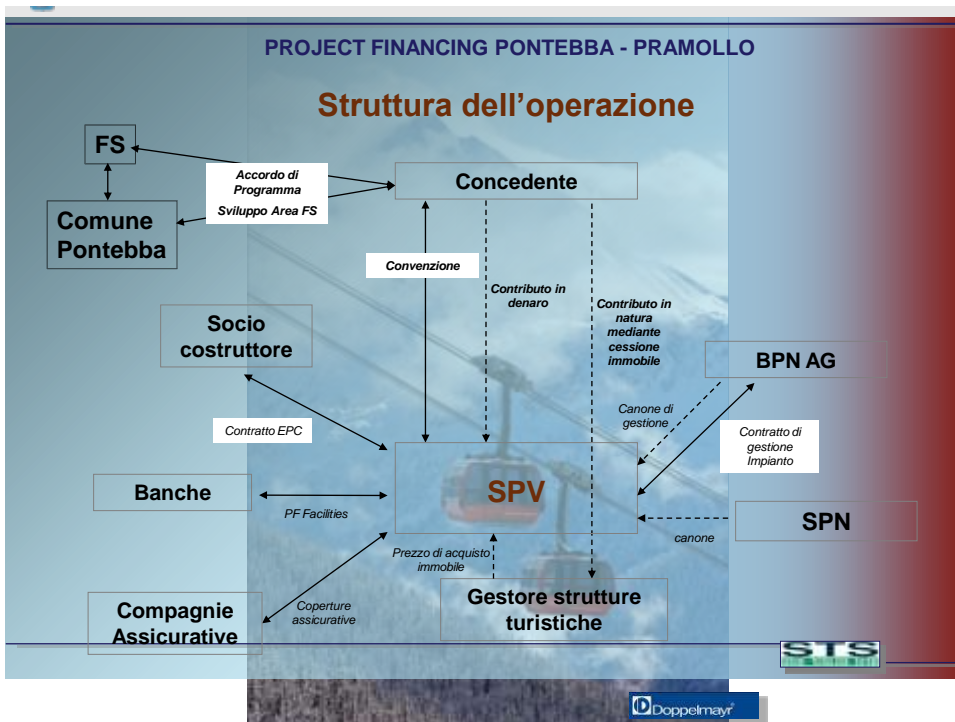 PROJECT FINANCING PONTEBBA - PRAMOLLO
Struttura dell'operazione
FS
Accordo di
Programma
Sviluppo Area FS
Concedente
Comune
Pontebba
Convenzione
Contributo in
denaro
Contributo in
natura
mediante
cessione
immobile
Socio
costruttore
BPN AG
Canone di
gestione
Contratto EPC
Contratto di
gestione
Impianto
Banche
PF Facilities
SPV
SPN
canone
Prezzo di acquisto
immobile
Compagnie
Assicurative
Coperture
assicurative
Gestore strutture
turistiche
STS
Doppelmayr